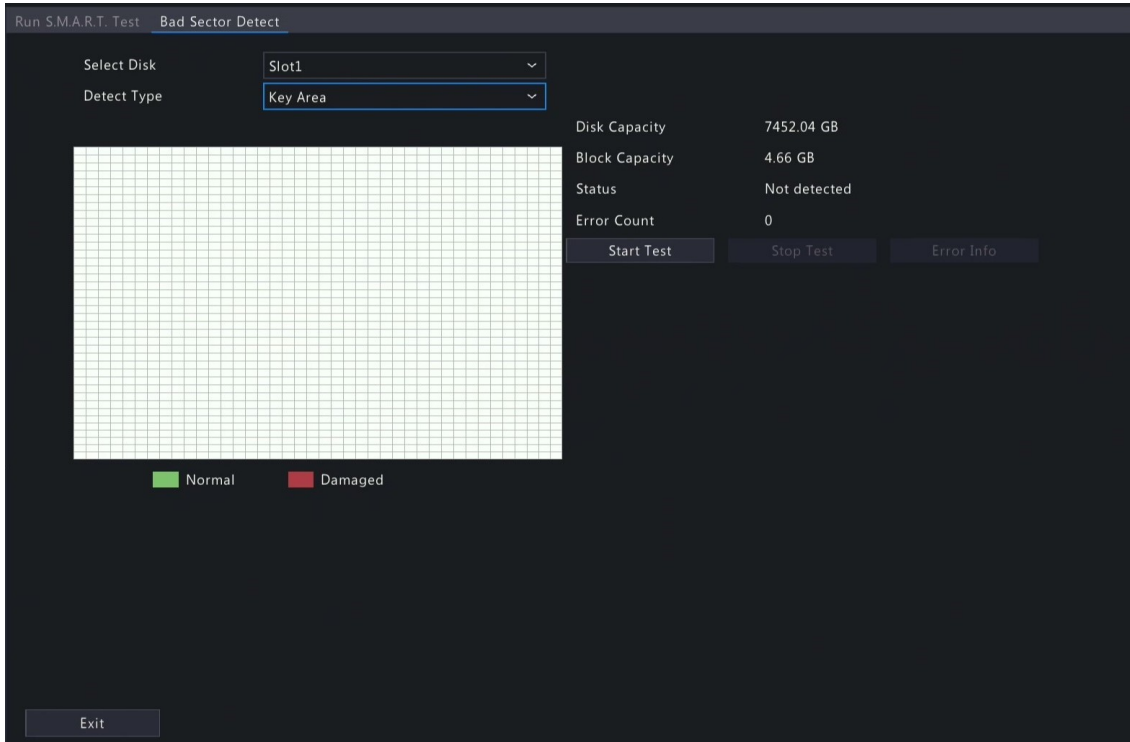 Run S.M.A.R.T. Test Bad Sector Detect
Select Disk Slot1
Detect Type Key Area
Disk Capacity 7452.04 GB
Block Capacity 4.66 GB
Status Not detected
Error Count 0
Start Test Stop Test Error Info
Normal Damaged
Exit